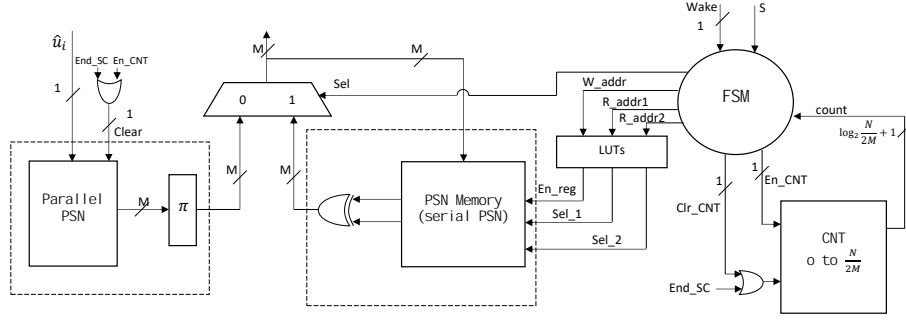 Wake
S
1
û_i
End_SC En_CNT
M
M
Sel
W_addr
FSM
0 1
R_addr1
count
1
1
R_addr2
log₂ N/2M + 1
Clear
LUTs
M
M
1
1
En_CNT
Parallel PSN
M
π
PSN Memory
(serial PSN)
En_reg
Clr_CNT
Sel_1
Sel_2
CNT
o to N/2M
End_SC